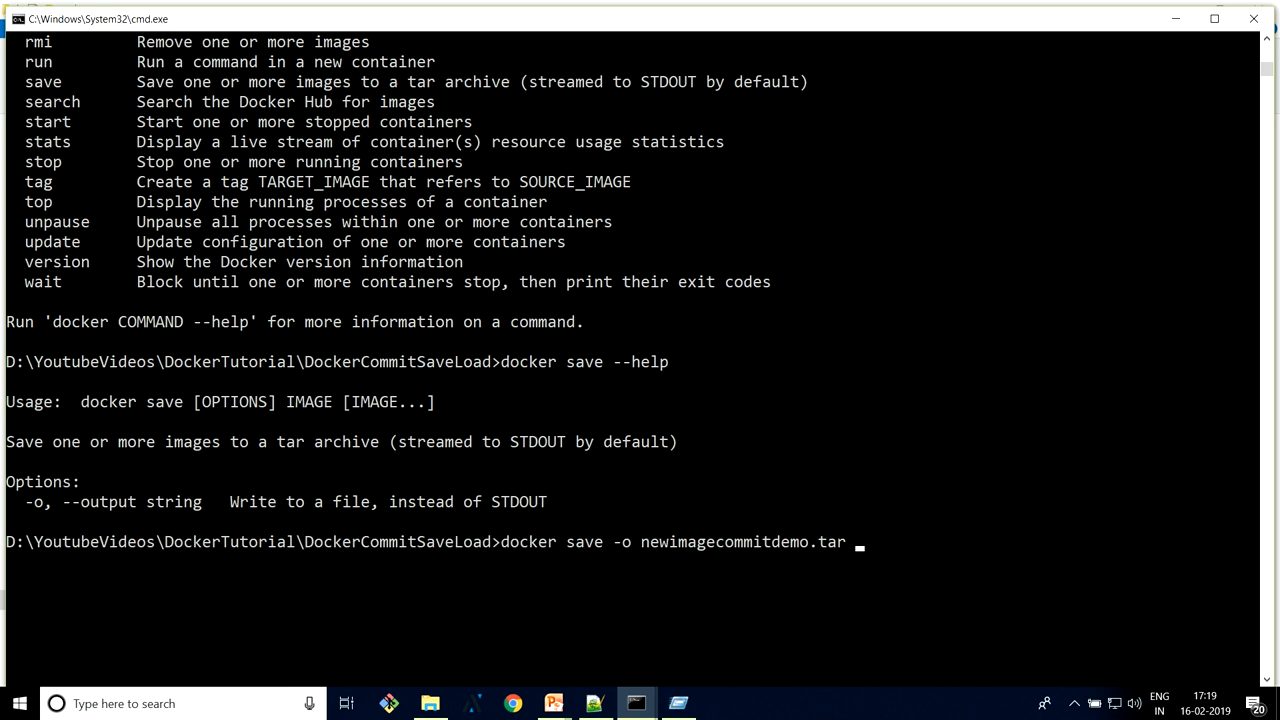 C:\Windows\System32\cmd.exe
rmi Remove one or more images
run Run a command in a new container
save Save one or more images to a tar archive (streamed to STDOUT by default)
search Search the Docker Hub for images
start Start one or more stopped containers
stats Display a live stream of container(s) resource usage statistics
stop Stop one or more running containers
tag Create a tag TARGET_IMAGE that refers to SOURCE_IMAGE
top Display the running processes of a container
unpause Unpause all processes within one or more containers
update Update configuration of one or more containers
version Show the Docker version information
wait Block until one or more containers stop, then print their exit codes
Run 'docker COMMAND --help' for more information on a command.
D:\YoutubeVideos\DockerTutorial\DockerCommitSaveLoad>docker save --help
Usage: docker save [OPTIONS] IMAGE [IMAGE...]
Save one or more images to a tar archive (streamed to STDOUT by default)
Options:
-o, --output string Write to a file, instead of STDOUT
D:\YoutubeVideos\DockerTutorial\DockerCommitSaveLoad>docker save -o newimagecommitdemo.tar
Type here to search
ENG
IN
17:19
16-02-2019
20